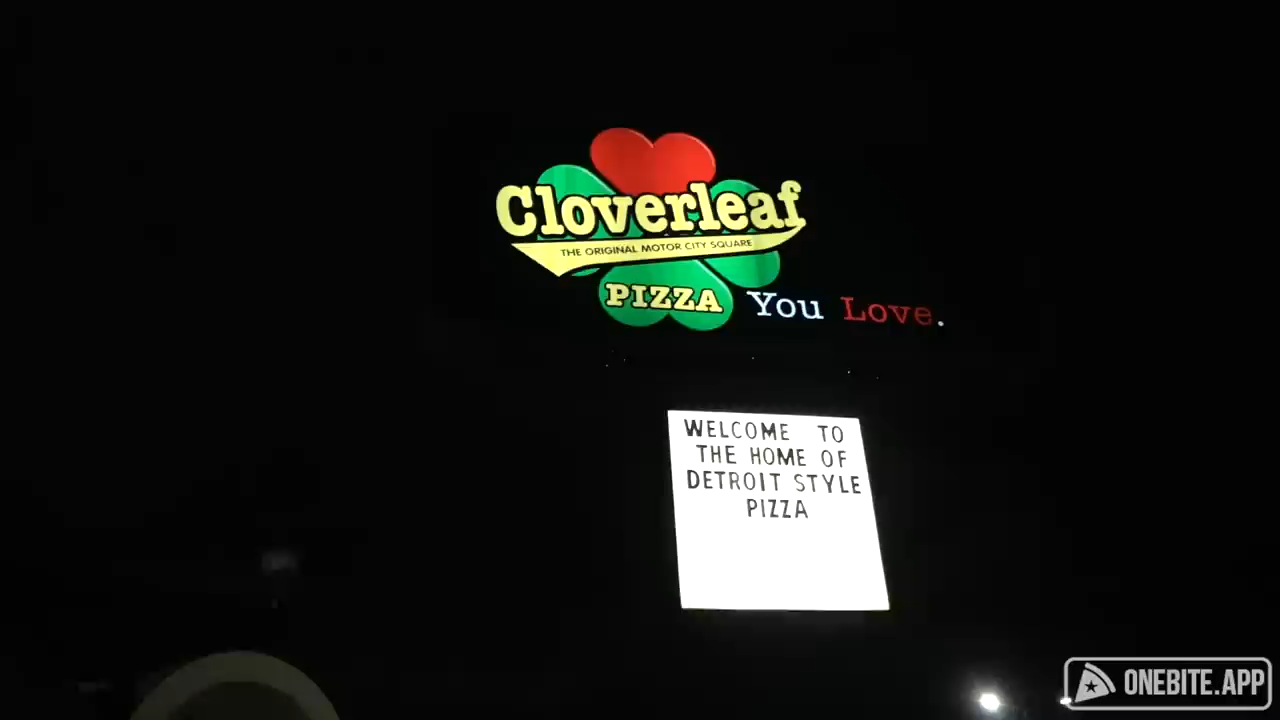 Cloverleaf
THE ORIGINAL MOTOR CITY SQUARE
PIZZA You Love.
WELCOME TO
THE HOME OF
DETROIT STYLE
PIZZA
ONEBITE.APP